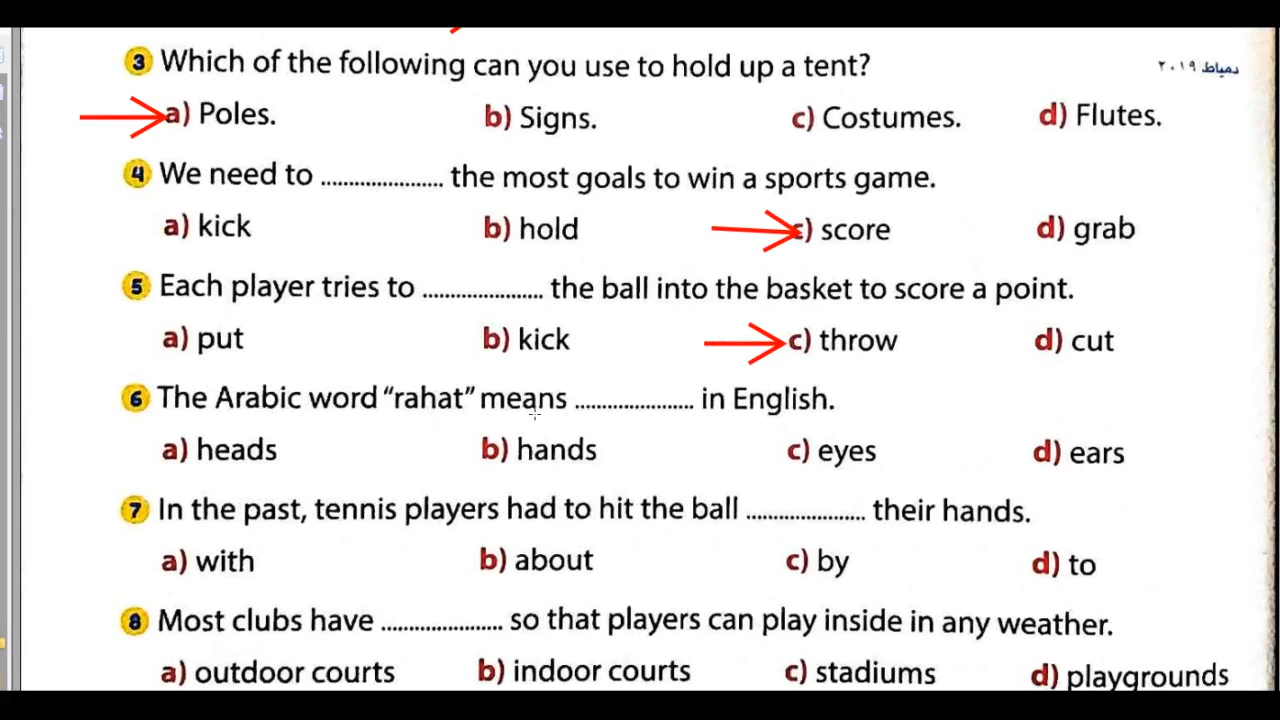 3 Which of the following can you use to hold up a tent? دمياط ٢٠١٩
a) Poles. b) Signs. c) Costumes. d) Flutes.
4 We need to ...................... the most goals to win a sports game.
a) kick b) hold c) score d) grab
5 Each player tries to ...................... the ball into the basket to score a point.
a) put b) kick c) throw d) cut
6 The Arabic word “rahat” means ...................... in English.
a) heads b) hands c) eyes d) ears
7 In the past, tennis players had to hit the ball ...................... their hands.
a) with b) about c) by d) to
8 Most clubs have ...................... so that players can play inside in any weather.
a) outdoor courts b) indoor courts c) stadiums d) playgrounds